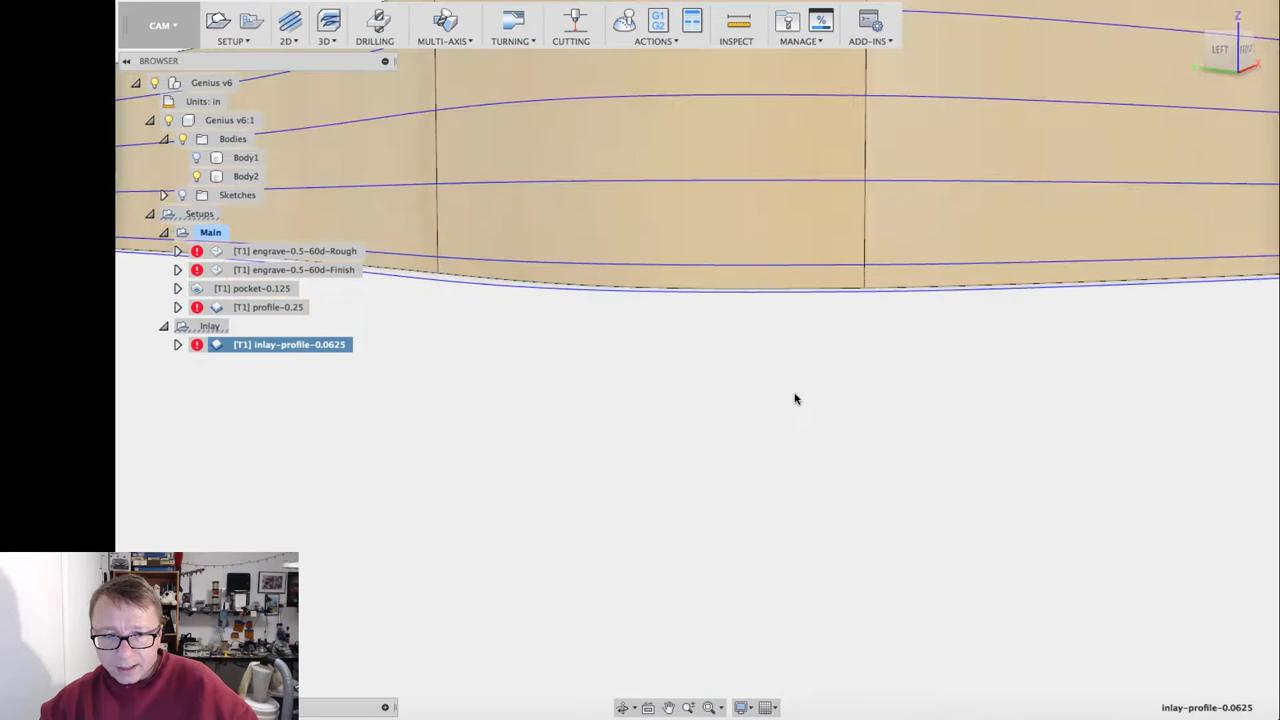 CAM
SETUP
2D
3D
DRILLING
MULTI-AXIS
TURNING
CUTTING
G1
G2
ACTIONS
INSPECT
%
MANAGE
ADD-INS
Z
LEFT
X
BROWSER
Genius v6
Units: in
Genius v6:1
Bodies
Body1
Body2
Sketches
Setups
Main
[T1] engrave-0.5-60d-Rough
[T1] engrave-0.5-60d-Finish
[T1] pocket-0.125
[T1] profile-0.25
Inlay
[T1] inlay-profile-0.0625
inlay-profile-0.0625